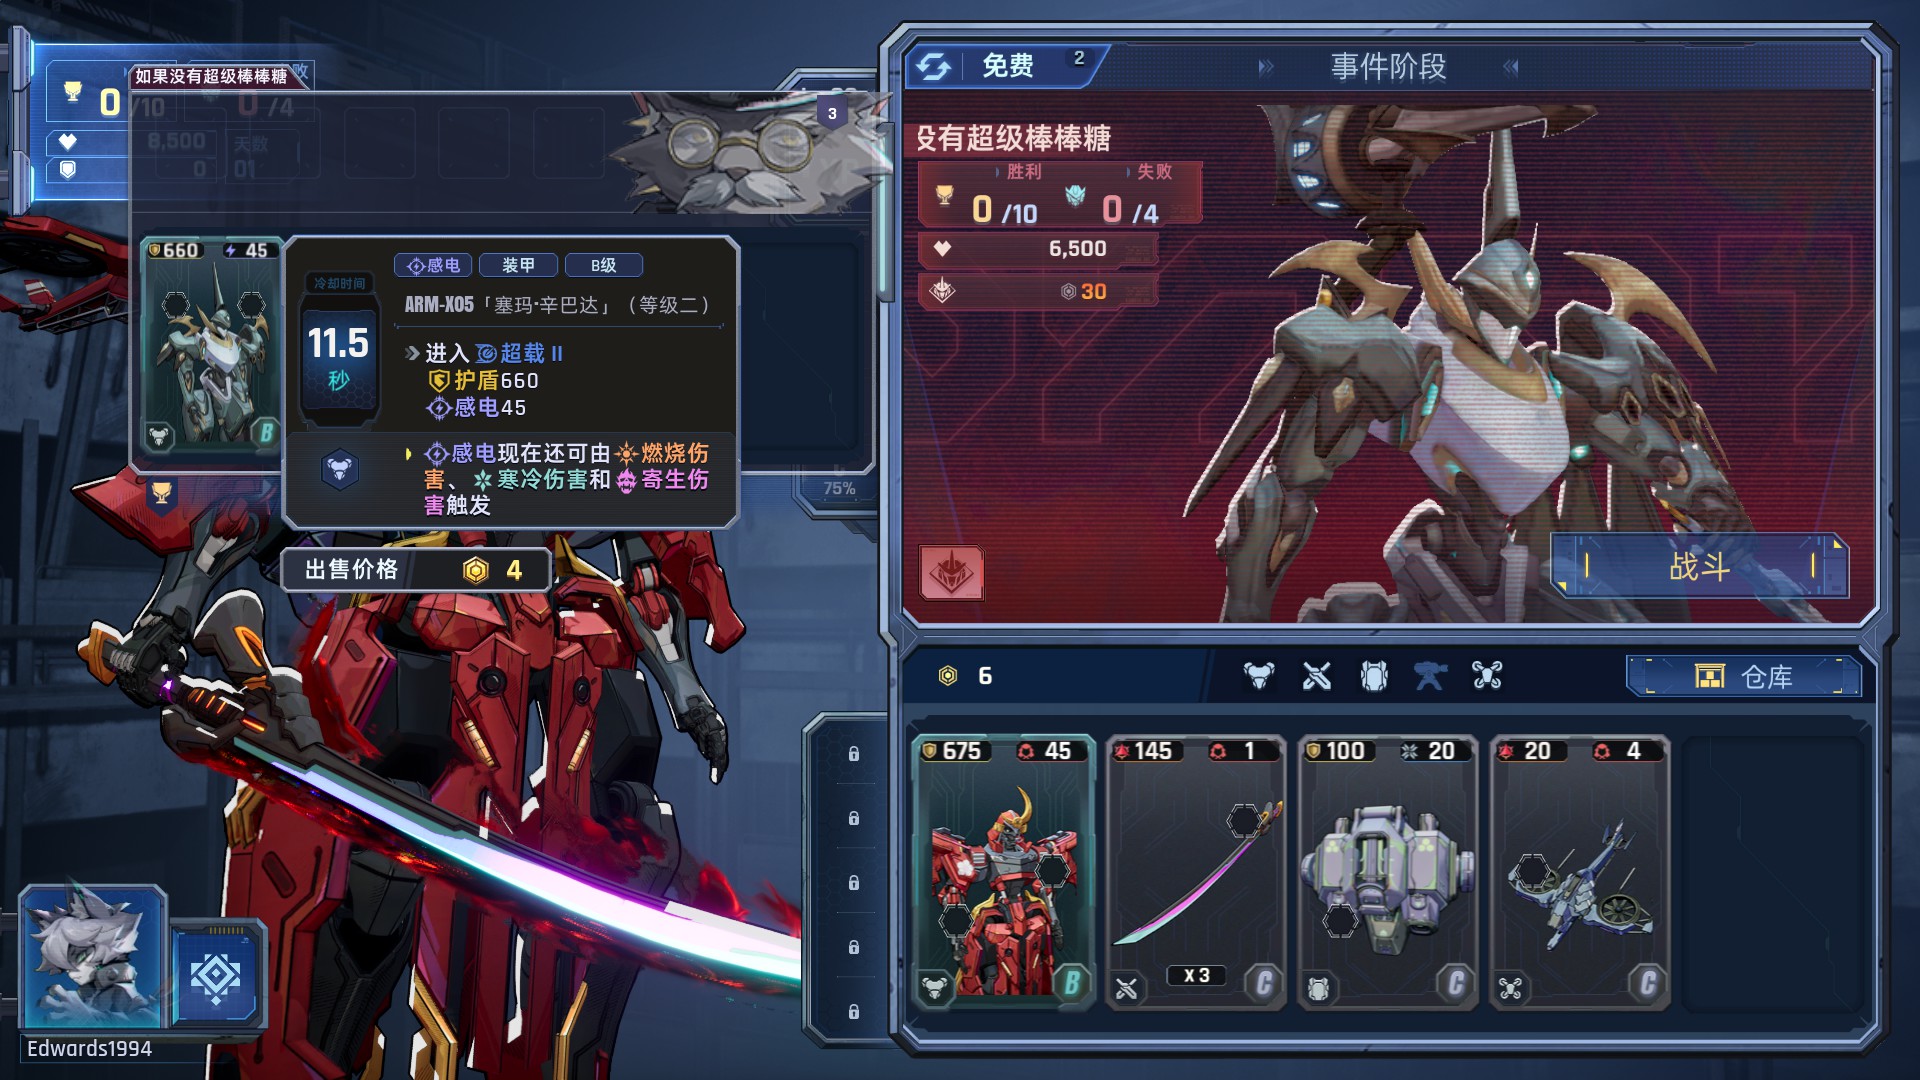 如果没有超级棒棒糖
败
0/10
0/4
8,500
0
天数
01
3
660
45
B
感电
装甲
B级
冷却时间
11.5
秒
ARM-X05「塞玛·辛巴达」（等级二）
进入超载 II
护盾660
感电45
感电现在还可由燃烧伤
害、寒冷伤害和寄生伤
害触发
出售价格 4
75%
免费 2
事件阶段
没有超级棒棒糖
胜利
失败
0/10
0/4
6,500
30
战斗
6
仓库
675 45
B
145 1
x3
C
100 20
C
20 4
C
Edwards1994